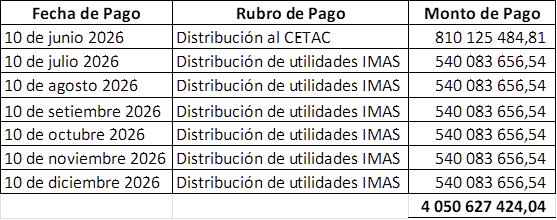 Fecha de Pago Rubro de Pago Monto de Pago
10 de junio 2026 Distribución al CETAC 810 125 484,81
10 de julio 2026 Distribución de utilidades IMAS 540 083 656,54
10 de agosto 2026 Distribución de utilidades IMAS 540 083 656,54
10 de setiembre 2026 Distribución de utilidades IMAS 540 083 656,54
10 de octubre 2026 Distribución de utilidades IMAS 540 083 656,54
10 de noviembre 2026 Distribución de utilidades IMAS 540 083 656,54
10 de diciembre 2026 Distribución de utilidades IMAS 540 083 656,54
4 050 627 424,04